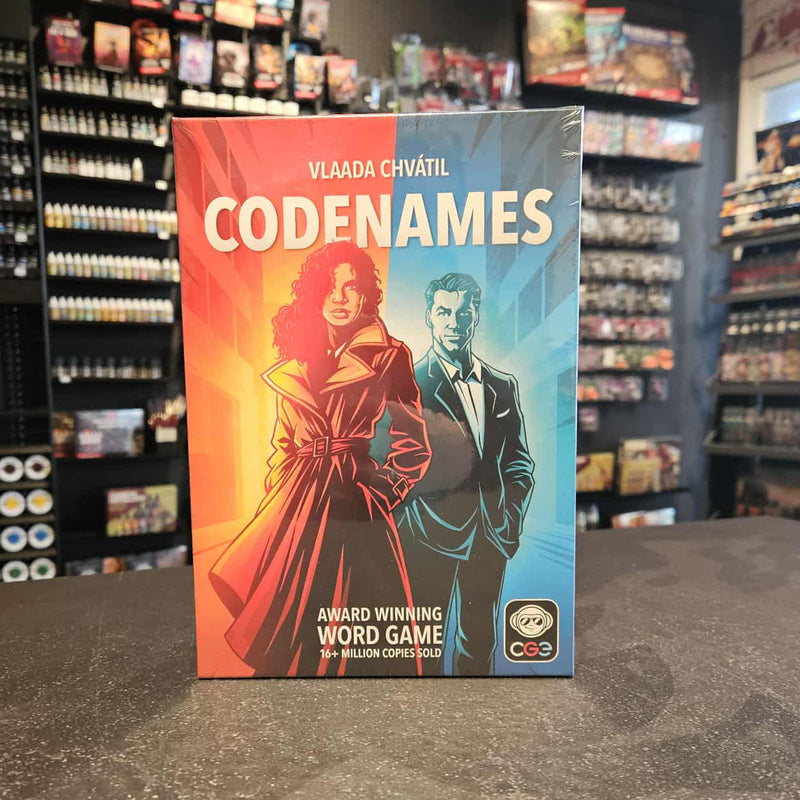 VLAADA CHVÁTIL
CODENAMES
AWARD WINNING
WORD GAME
16+ MILLION COPIES SOLD
CGE